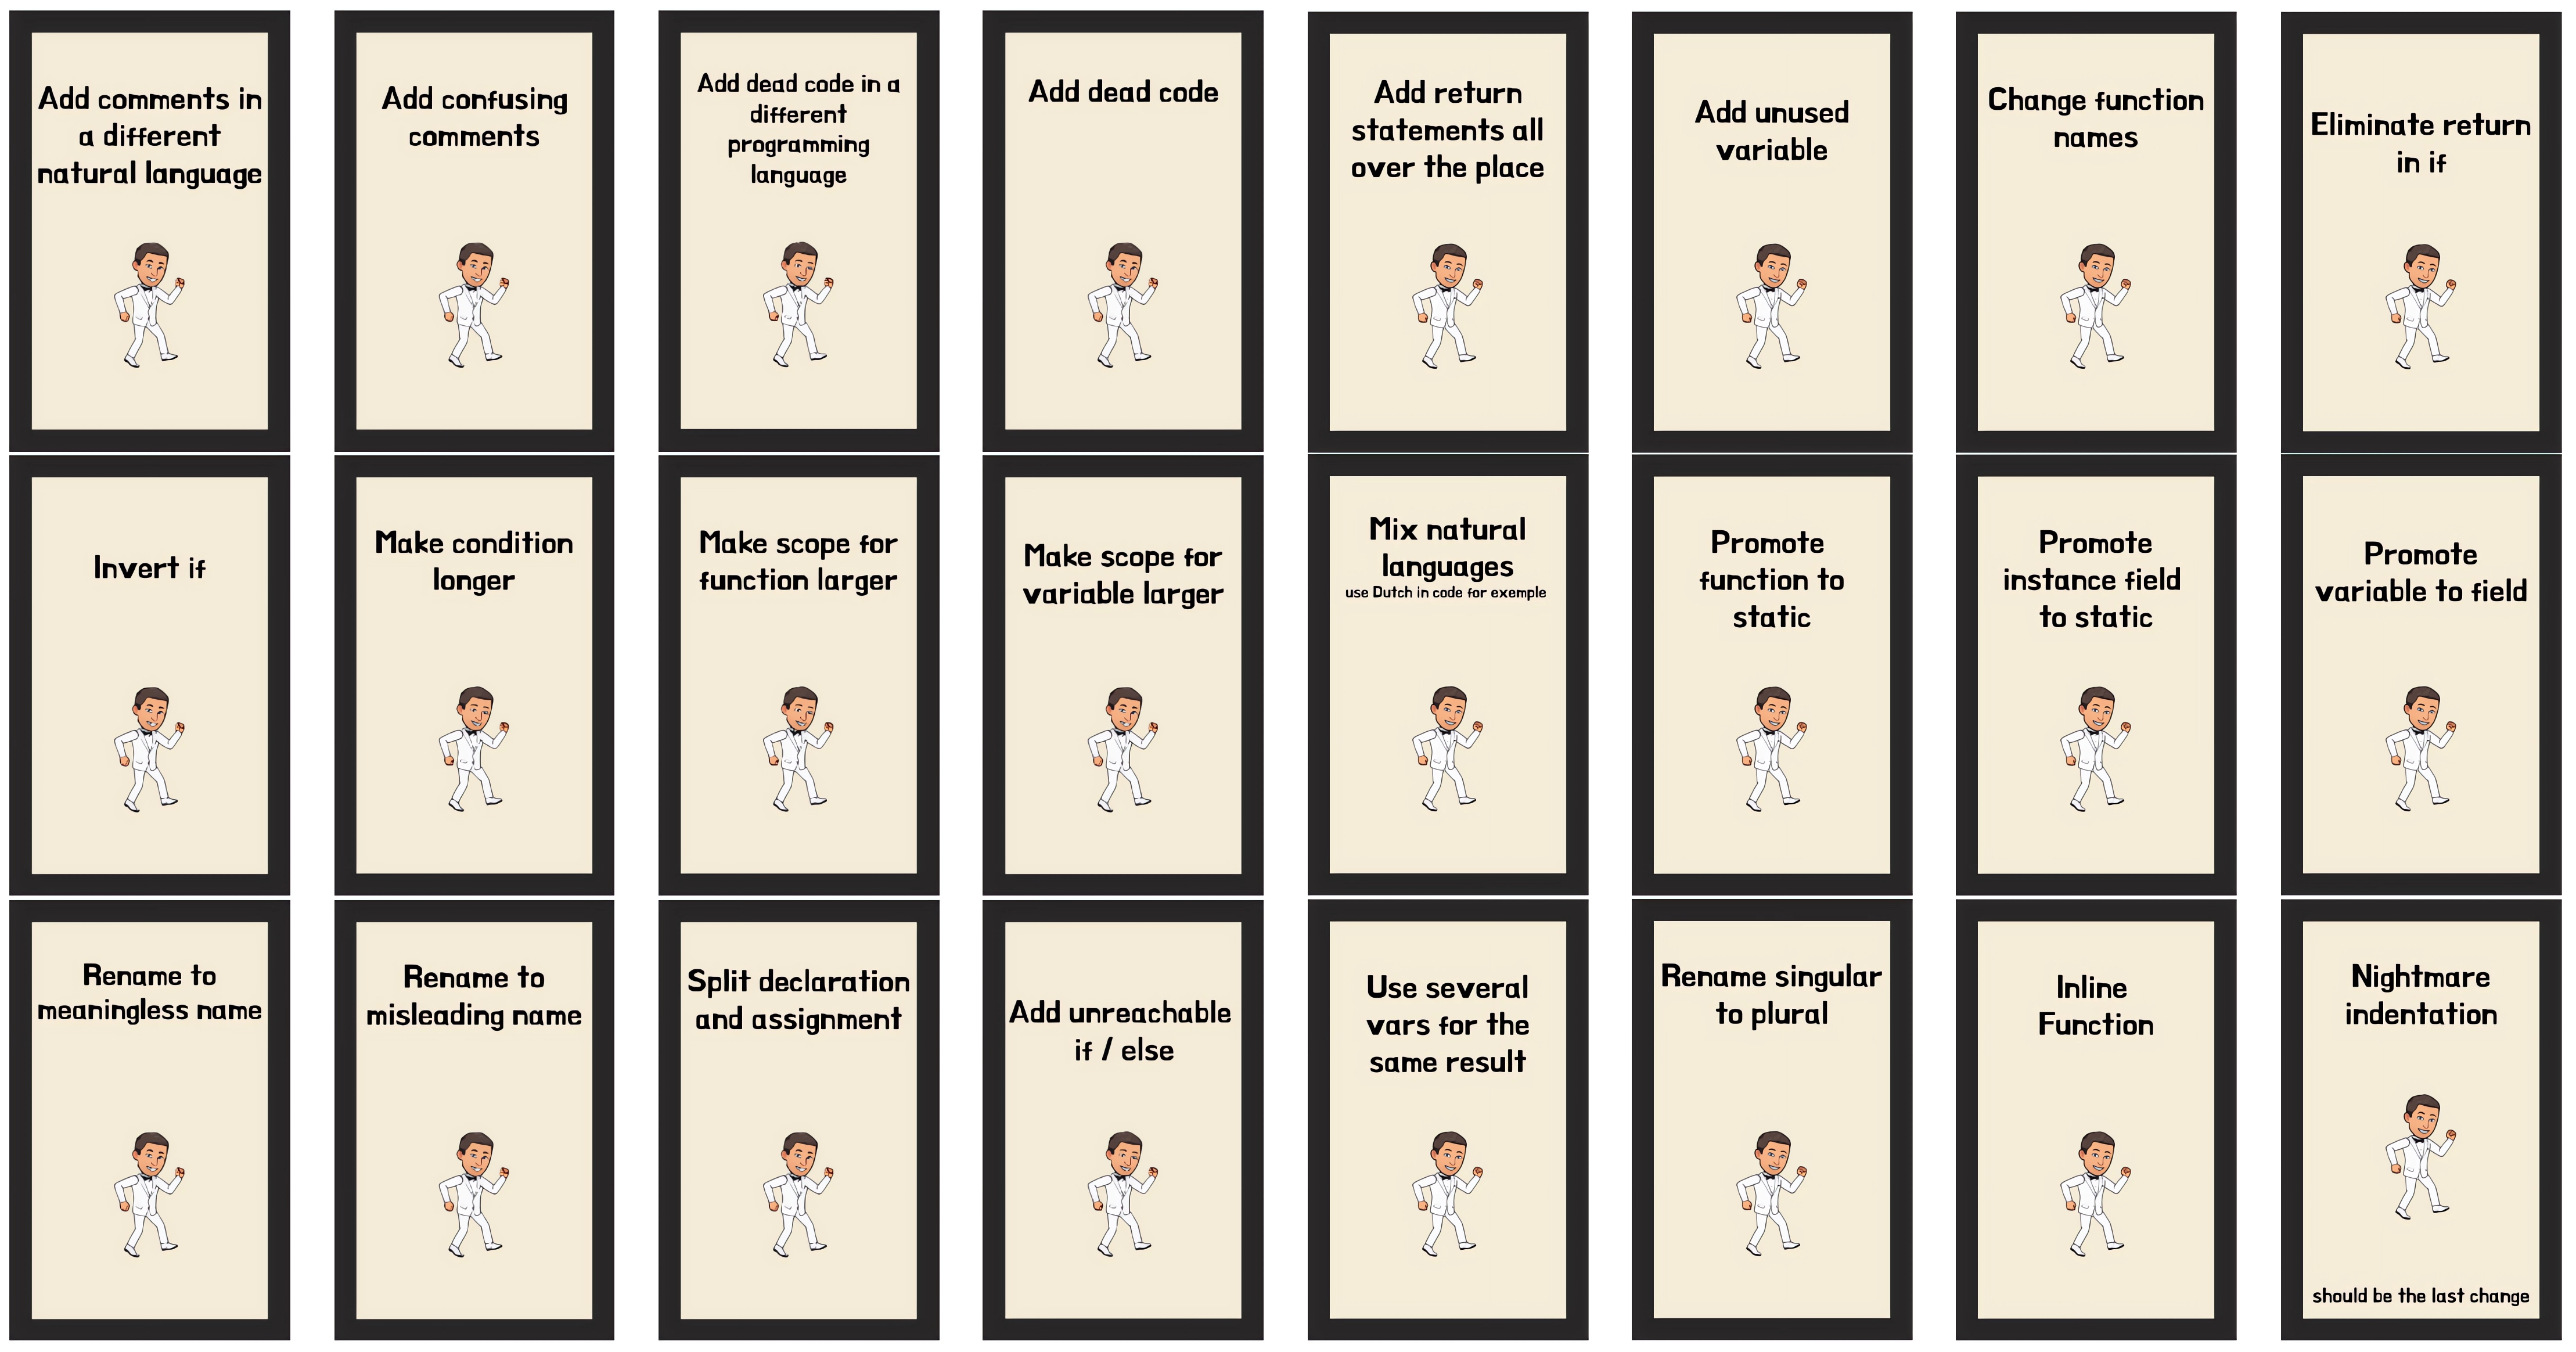 Add comments in
a different
natural language
Add confusing
comments
Add dead code in a
different
programming
language
Add dead code
Add return
statements all
over the place
Add unused
variable
Change function
names
Eliminate return
in if
Invert if
Make condition
longer
Make scope for
function larger
Make scope for
variable larger
Mix natural
languages
use Dutch in code for exemple
Promote
function to
static
Promote
instance field
to static
Promote
variable to field
Rename to
meaningless name
Rename to
misleading name
Split declaration
and assignment
Add unreachable
if / else
Use several
vars for the
same result
Rename singular
to plural
Inline
Function
Nightmare
indentation
should be the last change